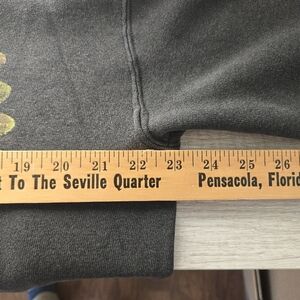 19 20 21 22 23 24 25 26
To The Seville Quarter Pensacola, Florid